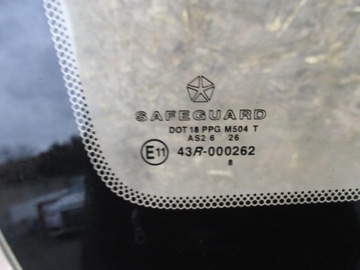 SAFEGUARD
DOT 18 PPG M504 T
AS2 6 26
E11 43R-000262
8